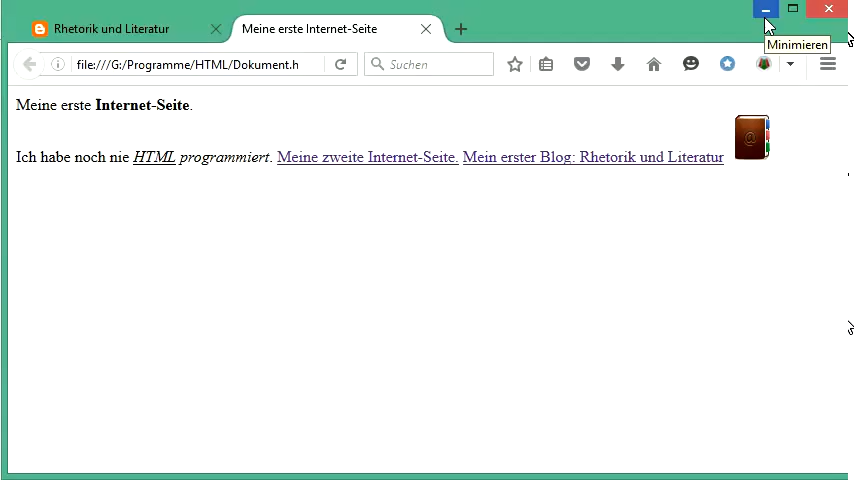 Rhetorik und Literatur
Meine erste Internet-Seite
Minimieren
file:///G:/Programme/HTML/Dokument.h
Suchen
Meine erste Internet-Seite.
Ich habe noch nie HTML programmiert. Meine zweite Internet-Seite. Mein erster Blog: Rhetorik und Literatur
@